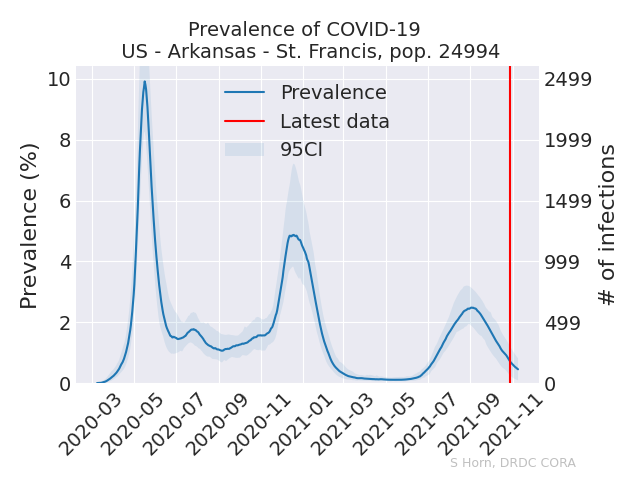 Prevalence of COVID-19
US - Arkansas - St. Francis, pop. 24994
Prevalence
Latest data
95CI
Prevalence (%)
10
8
6
4
2
0
# of infections
2499
1999
1499
999
499
0
2020-03
2020-05
2020-07
2020-09
2020-11
2021-01
2021-03
2021-05
2021-07
2021-09
2021-11
S Horn, DRDC CORA